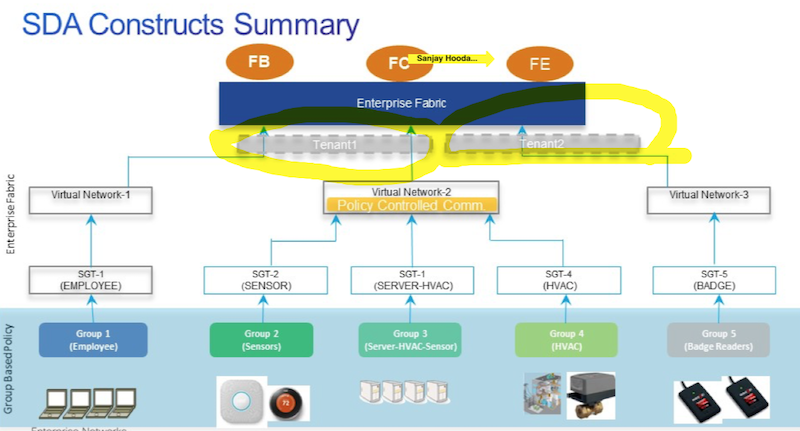 SDA Constructs Summary
FB
FC
Sanjay Hooda...
FE
Enterprise Fabric
Tenant1
Tenant2
Enterprise Fabric
Virtual Network-1
Virtual Network-2
Policy Controlled Comm.
Virtual Network-3
SGT-1
(EMPLOYEE)
SGT-2
(SENSOR)
SGT-1
(SERVER-HVAC)
SGT-4
(HVAC)
SGT-5
(BADGE)
Group Based Policy
Group 1
(Employee)
Group 2
(Sensors)
Group 3
(Server-HVAC-Sensor)
Group 4
(HVAC)
Group 5
(Badge Readers)
72
Enterprise Networks